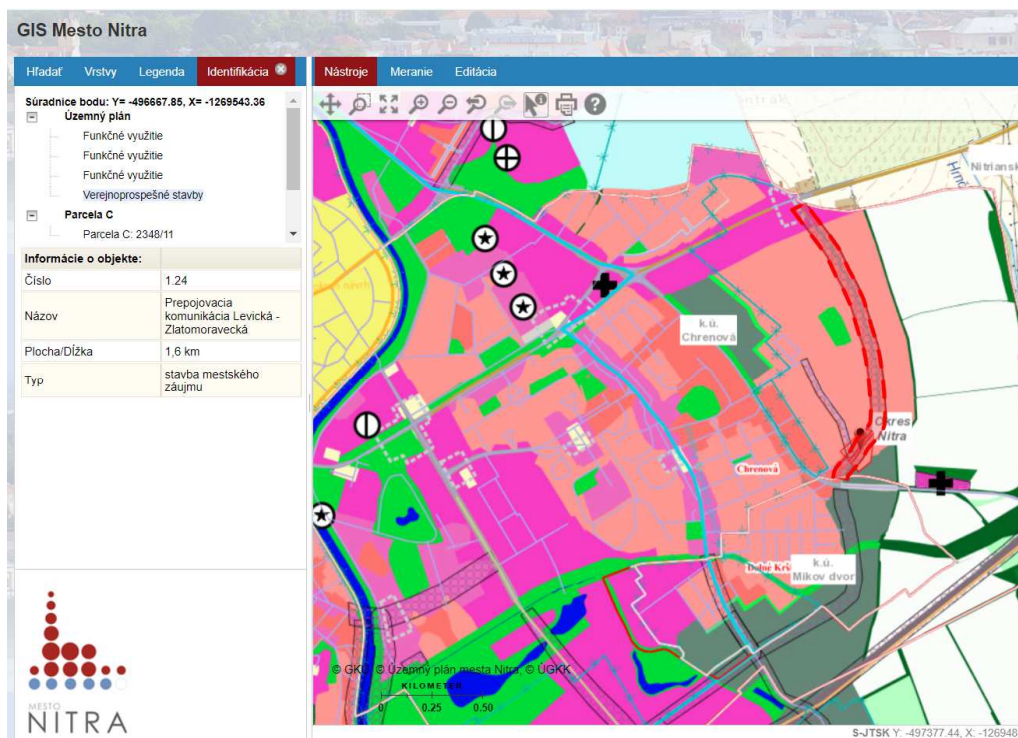 GIS Mesto Nitra
Hľadať Vrstvy Legenda Identifikácia
Nástroje Meranie Editácia
Súradnice bodu: Y= -496667.85, X= -1269543.36
Územný plán
Funkčné využitie
Funkčné využitie
Funkčné využitie
Verejnoprospešné stavby
Parcela C
Parcela C: 2348/11
Informácie o objekte:
Číslo 1.24
Názov Prepojovacia
komunikácia Levická -
Zlatomoravecká
Plocha/Dĺžka 1,6 km
Typ stavba mestského
záujmu
k.ú.
Chrenová
Okres
Nitra
Chrenová
k.ú.
Mikov dvor
© GKÚ, © Územný plán mesta Nitra, © ÚGKK
KILOMETER
0 0.25 0.50
MESTO
NITRA
S-JTSK Y: -497377.44, X: -126948